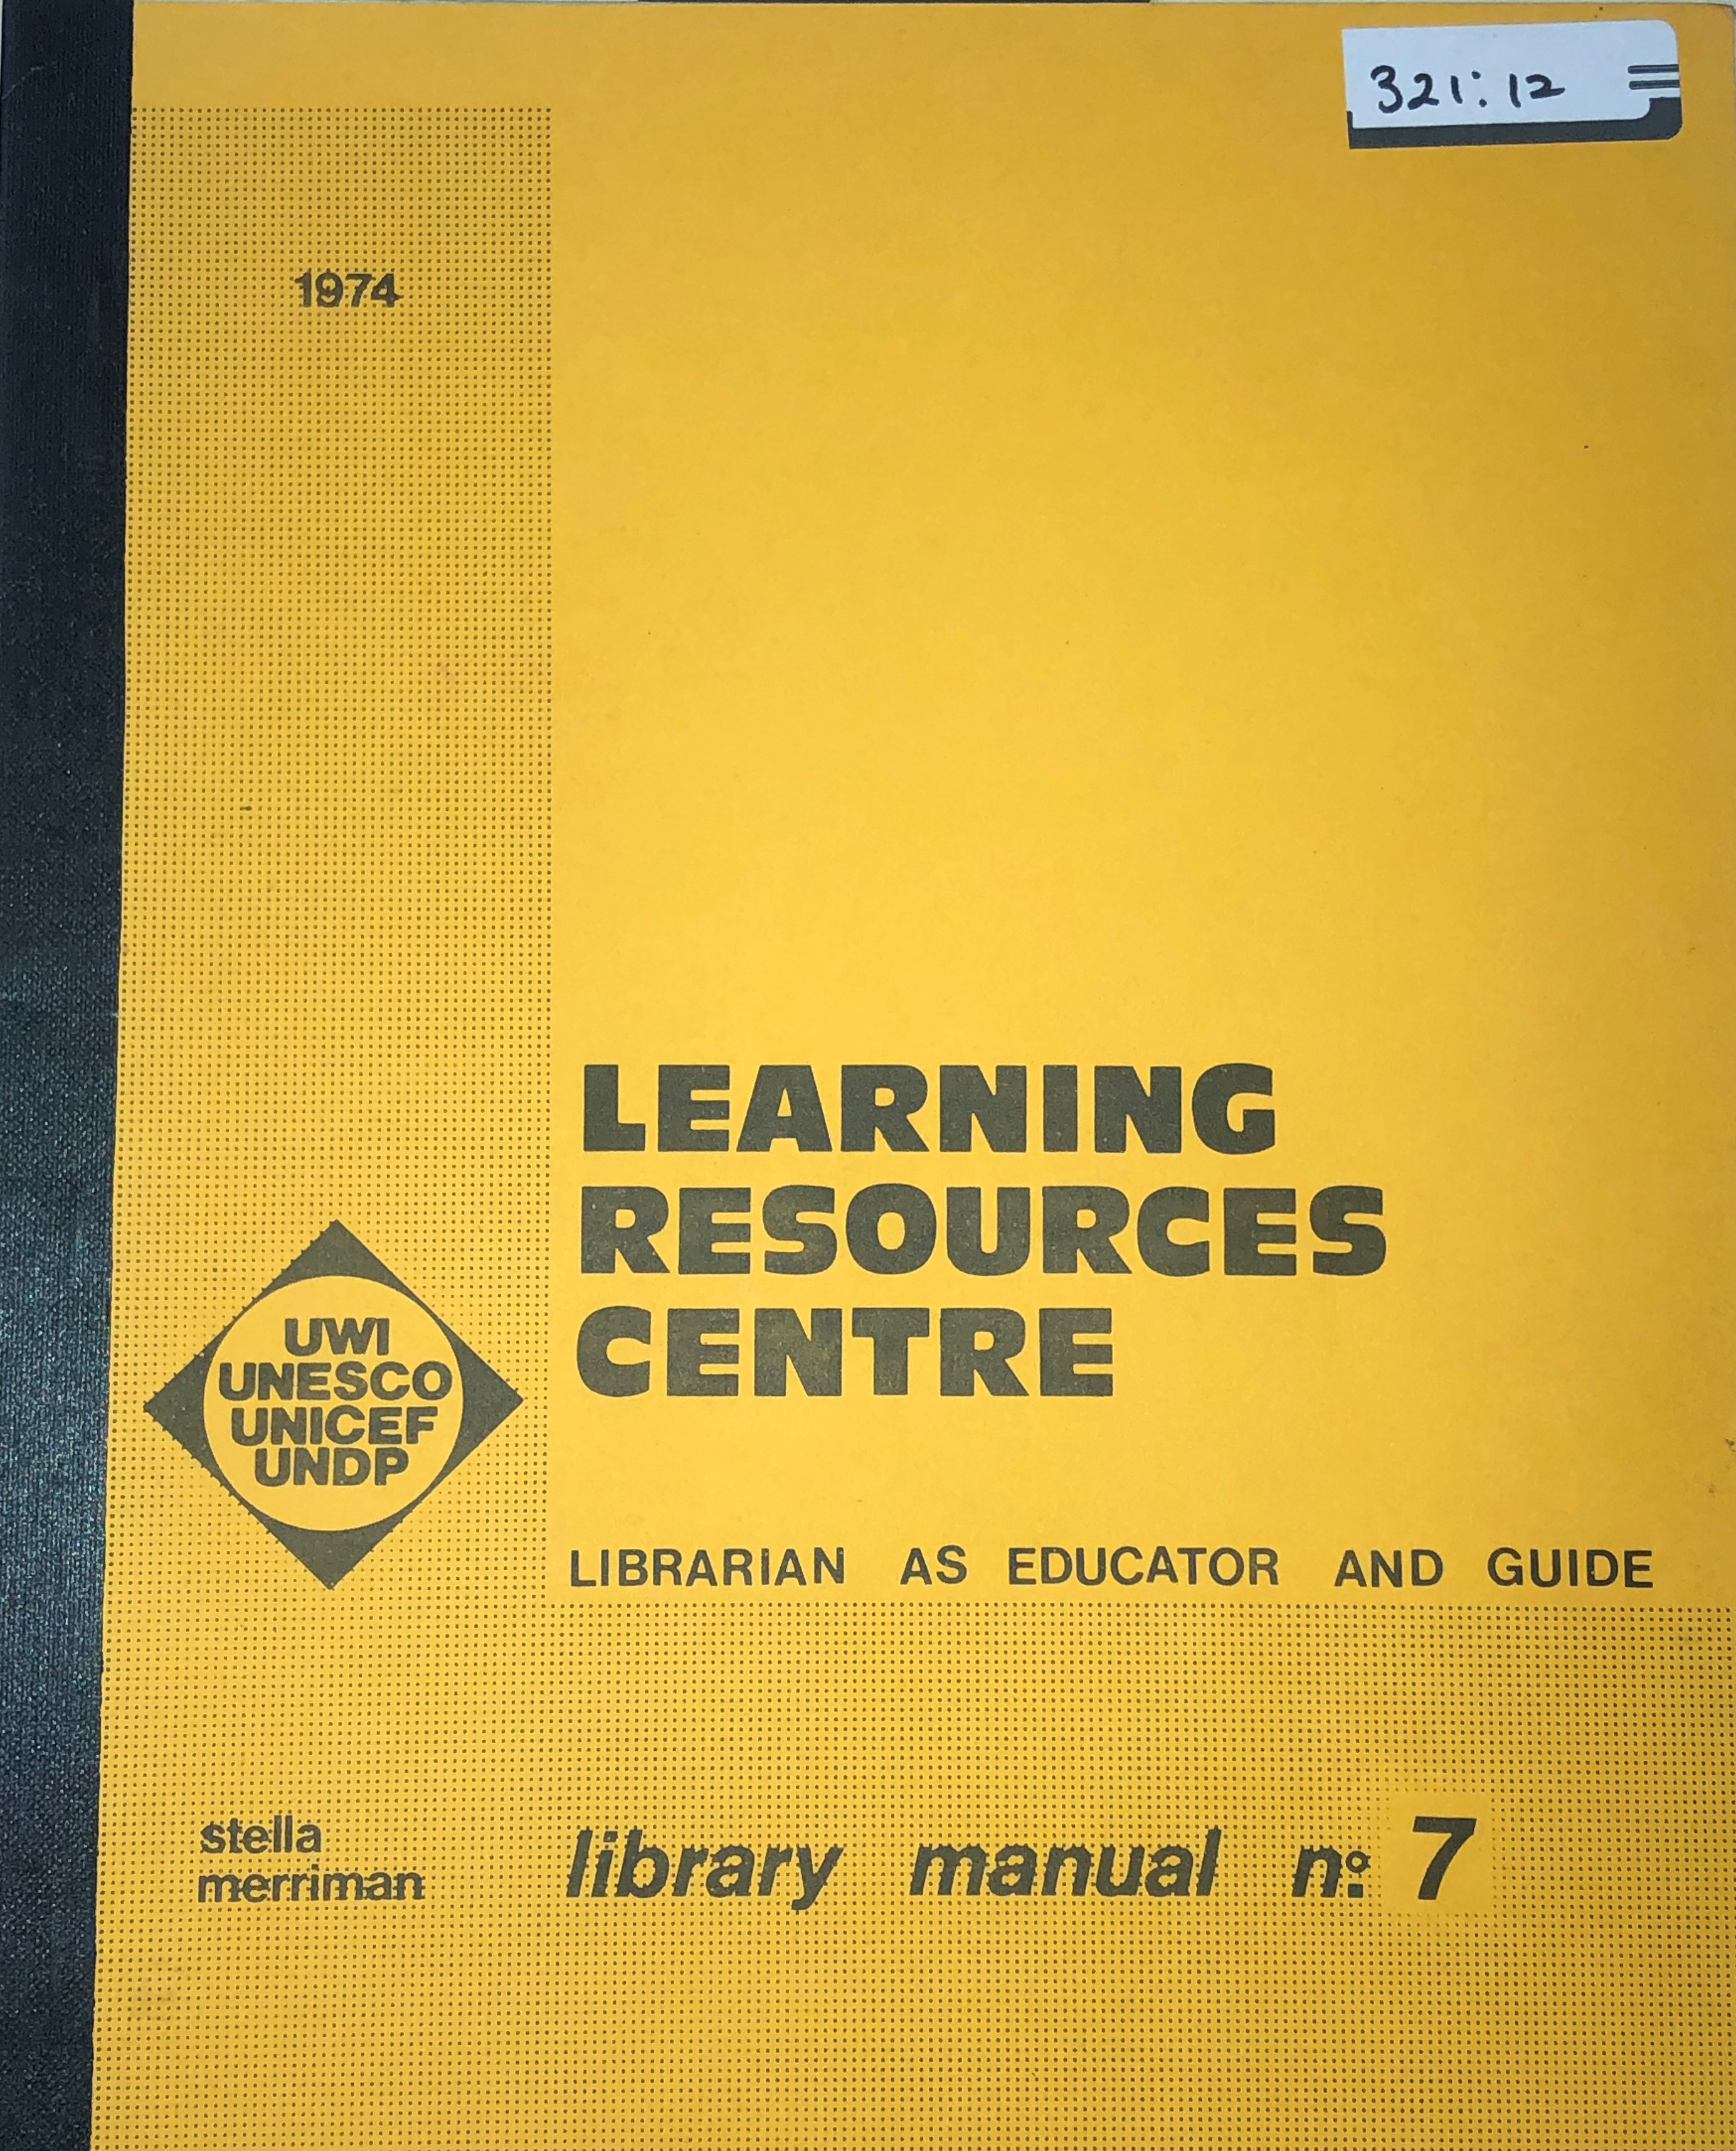 321:12
1974
LEARNING
RESOURCES
CENTRE
UWI
UNESCO
UNICEF
UNDP
LIBRARIAN AS EDUCATOR AND GUIDE
stella
merriman
library manual nº: 7